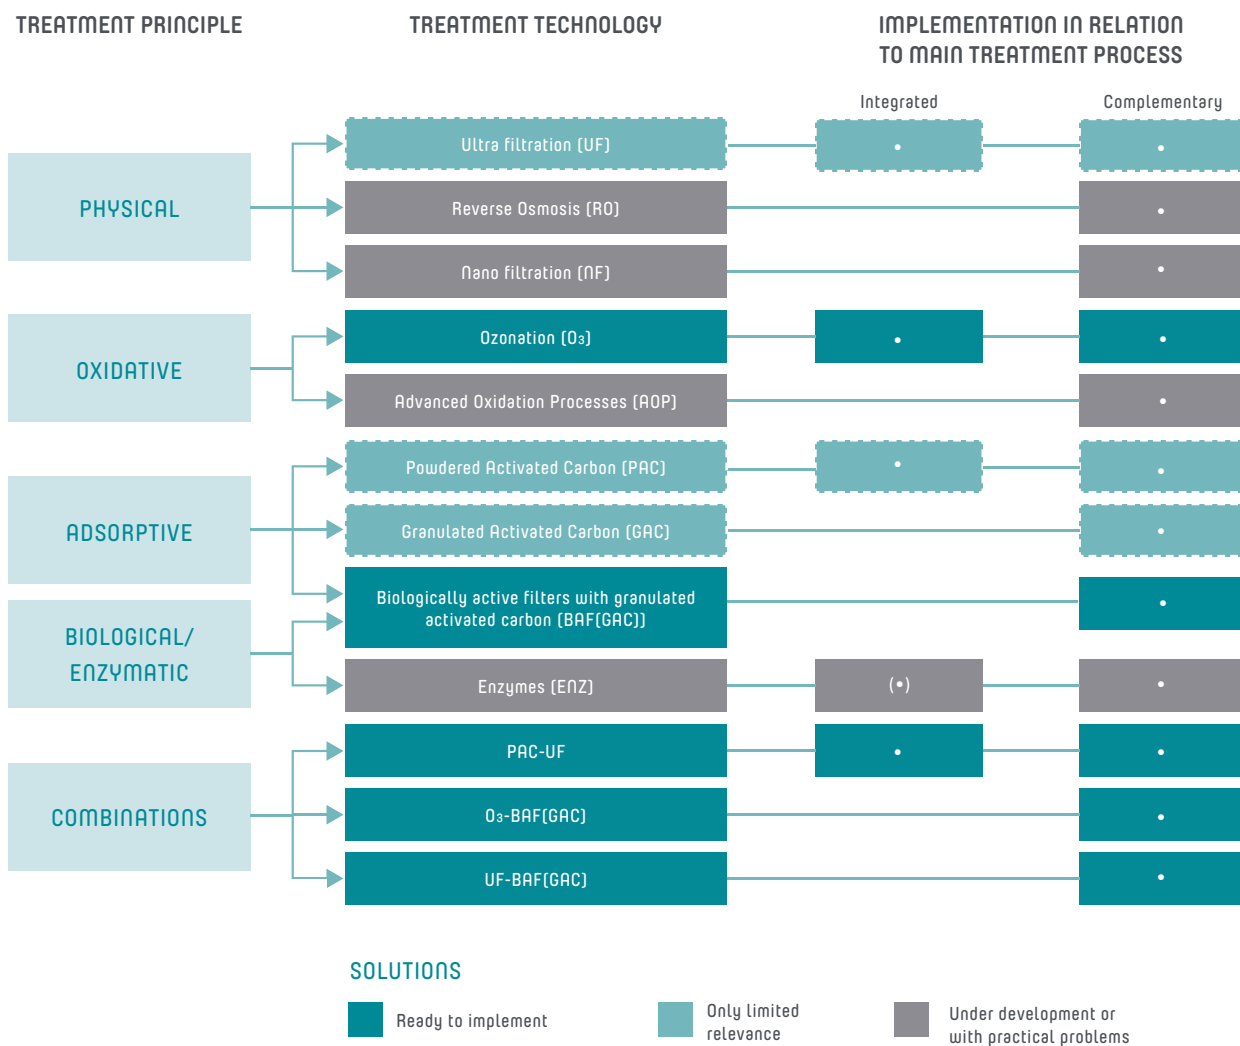 TREATMENT PRINCIPLE
TREATMENT TECHNOLOGY
IMPLEMENTATION IN RELATION
TO MAIN TREATMENT PROCESS
Integrated
Complementary
PHYSICAL
Ultra filtration (UF)
Reverse Osmosis (RO)
Nano filtration (NF)
OXIDATIVE
Ozonation (O₃)
Advanced Oxidation Processes (AOP)
ADSORPTIVE
Powdered Activated Carbon (PAC)
Granulated Activated Carbon (GAC)
Biologically active filters with granulated
activated carbon (BAF(GAC))
BIOLOGICAL/
ENZYMATIC
Enzymes (ENZ)
(•)
COMBINATIONS
PAC-UF
O₃-BAF(GAC)
UF-BAF(GAC)
SOLUTIONS
Ready to implement
Only limited
relevance
Under development or
with practical problems